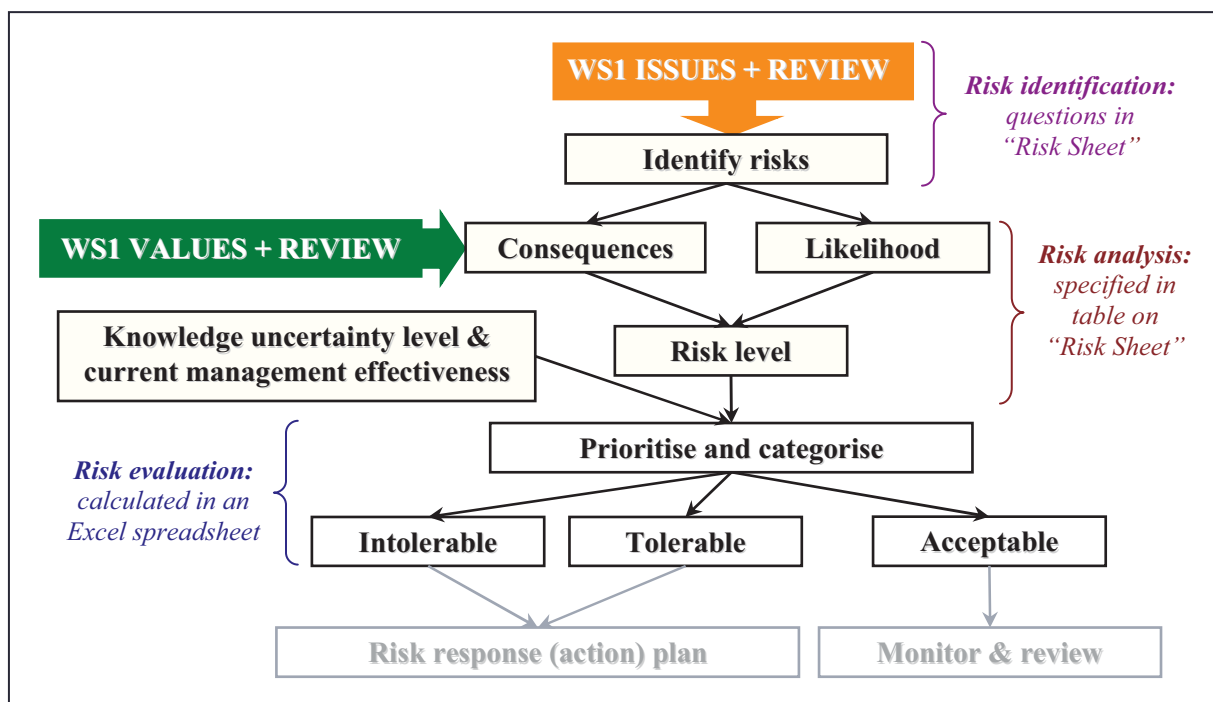 WS1 ISSUES + REVIEW
Risk identification:
questions in
“Risk Sheet”
Identify risks
WS1 VALUES + REVIEW
Consequences
Likelihood
Risk analysis:
specified in
table on
“Risk Sheet”
Knowledge uncertainty level &
current management effectiveness
Risk level
Prioritise and categorise
Risk evaluation:
calculated in an
Excel spreadsheet
Intolerable
Tolerable
Acceptable
Risk response (action) plan
Monitor & review